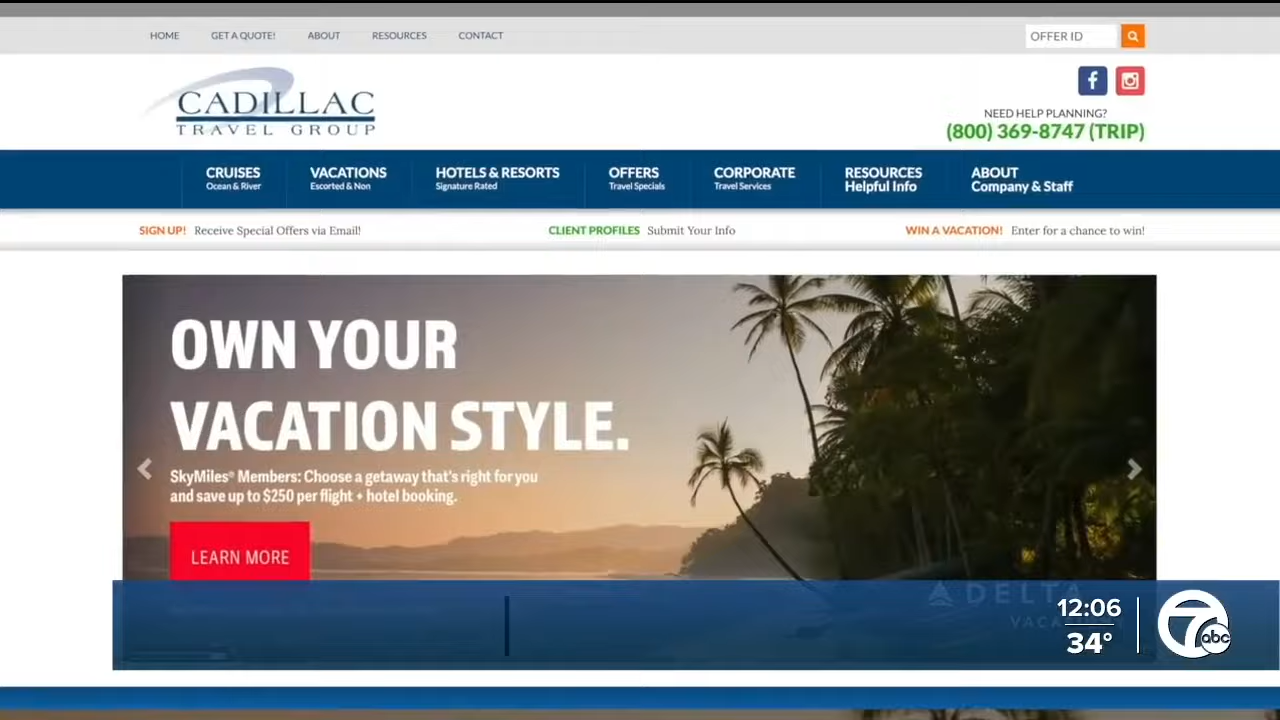 HOME GET A QUOTE! ABOUT RESOURCES CONTACT OFFER ID
CADILLAC
TRAVEL GROUP
NEED HELP PLANNING?
(800) 369-8747 (TRIP)
CRUISES VACATIONS HOTELS & RESORTS OFFERS CORPORATE RESOURCES ABOUT
Ocean & River Escorted & Non Signature Rated Travel Specials Travel Services Helpful Info Company & Staff
SIGN UP! Receive Special Offers via Email! CLIENT PROFILES Submit Your Info WIN A VACATION! Enter for a chance to win!
OWN YOUR
VACATION STYLE.
SkyMiles® Members: Choose a getaway that's right for you
and save up to $250 per flight + hotel booking.
LEARN MORE
DELTA
12:06
34°
7 abc